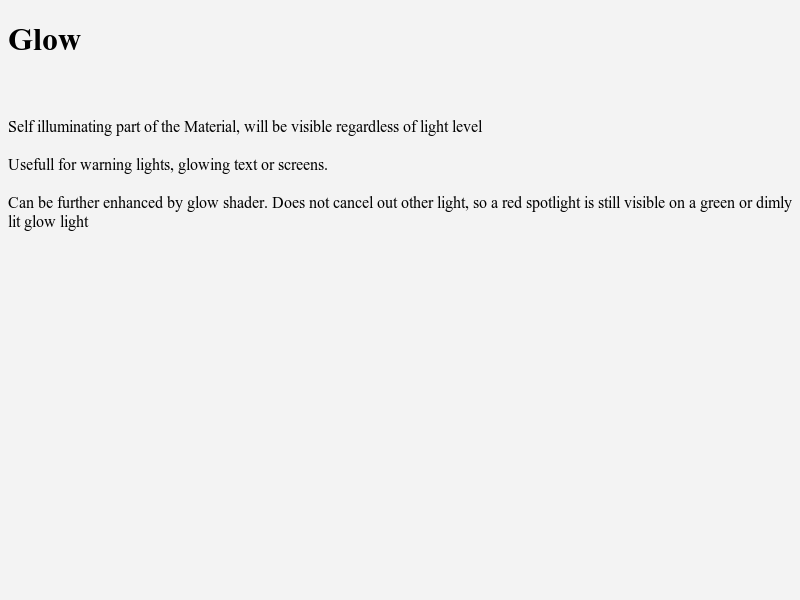 Glow
Self illuminating part of the Material, will be visible regardless of light level
Usefull for warning lights, glowing text or screens.
Can be further enhanced by glow shader. Does not cancel out other light, so a red spotlight is still visible on a green or dimly
lit glow light